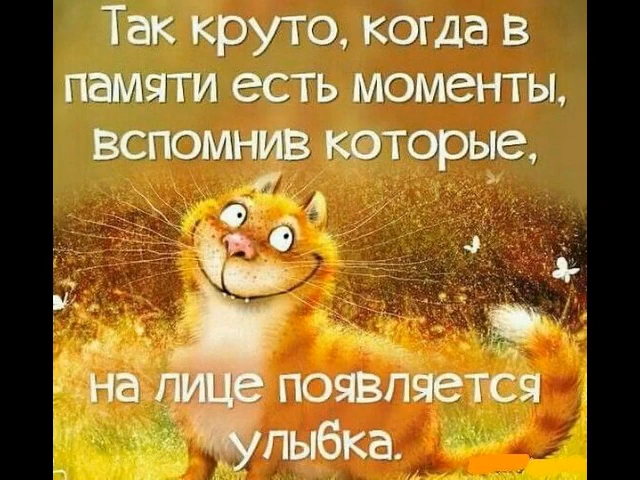 Так круто, когда в
памяти есть моменты,
вспомнив которые,
на лице появляется
улыбка.